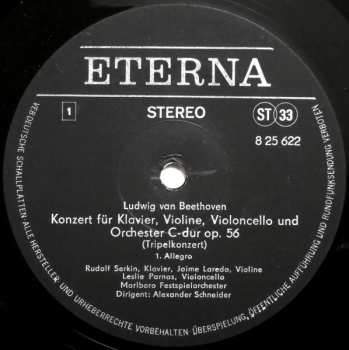 ETERNA
1
STEREO
ST 33
8 25 622
Ludwig van Beethoven
Konzert für Klavier, Violine, Violoncello und
Orchester C-dur op. 56
(Tripelkonzert)
1. Allegro
Rudolf Serkin, Klavier, Jaime Laredo, Violine
Leslie Parnas, Violoncello
Marlboro Festspielorchester
Dirigent: Alexander Schneider
VEB DEUTSCHE SCHALLPLATTEN ALLE HERSTELLER- UND URHEBERRECHTE VORBEHALTEN ÜBERSPIELUNG, ÖFFENTLICHE AUFFÜHRUNG UND RUNDFUNKSENDUNG VERBOTEN